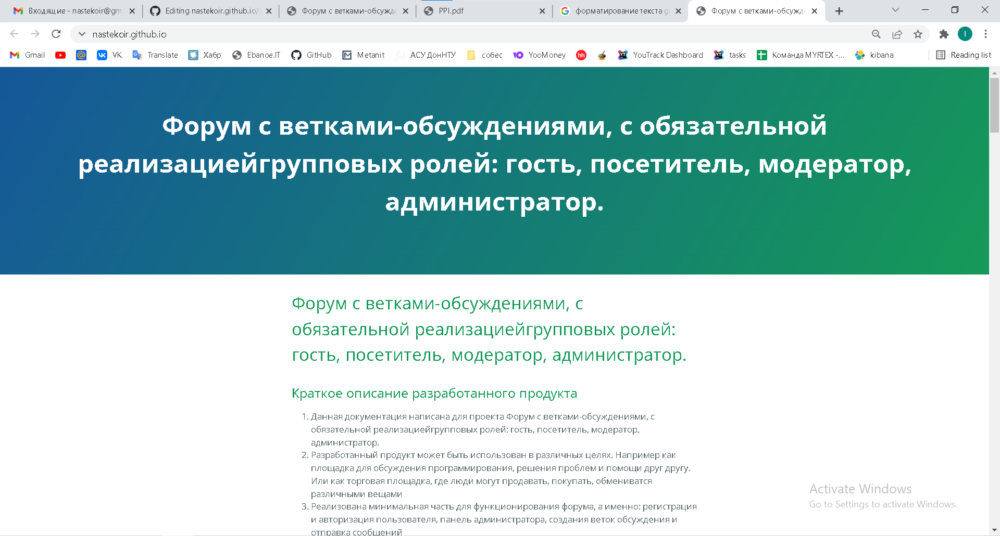 Входящие - nastekoir@gm
Editing nastekoir.github.io/
Форум с ветками-обсужде
PPI.pdf
форматирование текста g
Форум с ветками-обсужд
nastekoir.github.io
I
Gmail
VK
Translate
Хабр
Ebanoe.IT
GitHub
Metanit
АСУ ДонНТУ
собес
YooMoney
hh
YouTrack Dashboard
tasks
Команда MYRTEX -...
kibana
Reading list
Форум с ветками-обсуждениями, с обязательной
реализациейгрупповых ролей: гость, посетитель, модератор,
администратор.
Форум с ветками-обсуждениями, с
обязательной реализациейгрупповых ролей:
гость, посетитель, модератор, администратор.
Краткое описание разработанного продукта
1. Данная документация написана для проекта Форум с ветками-обсуждениями, с
обязательной реализациейгрупповых ролей: гость, посетитель, модератор,
администратор.
2. Разработанный продукт может быть использован в различных целях. Например как
площадка для обсуждения программирования, решения проблем и помощи друг другу.
Или как торговая площадка, где люди могут продавать, покупать, обмениватся
различными вещами
3. Реализована минимальная часть для функционирования форума, а именно: регистрация
и авторизация пользователя, панель администратора, создания веток обсуждения и
отправка сообщений
Activate Windows
Go to Settings to activate Windows.